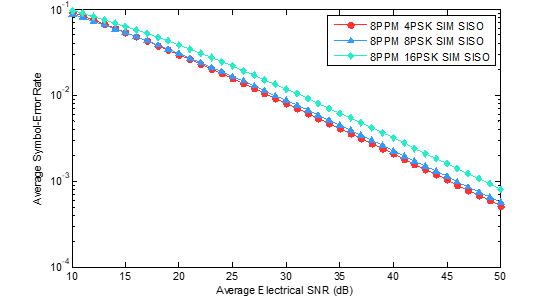 8PPM 4PSK SIM SISO
8PPM 8PSK SIM SISO
8PPM 16PSK SIM SISO
10^-1
10^-2
10^-3
10^-4
Average Symbol-Error Rate
10 15 20 25 30 35 40 45 50
Average Electrical SNR (dB)